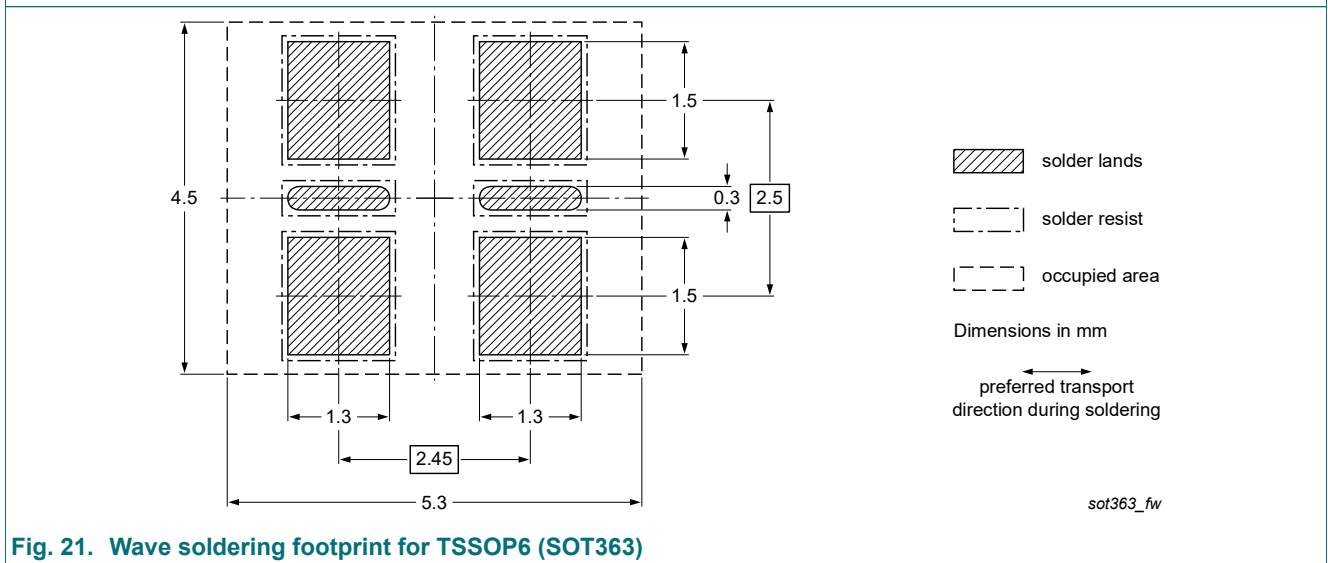 1.5
4.5
0.3
2.5
1.5
1.3
1.3
2.45
5.3
solder lands
solder resist
occupied area
Dimensions in mm
preferred transport
direction during soldering
sot363_fw
Fig. 21. Wave soldering footprint for TSSOP6 (SOT363)